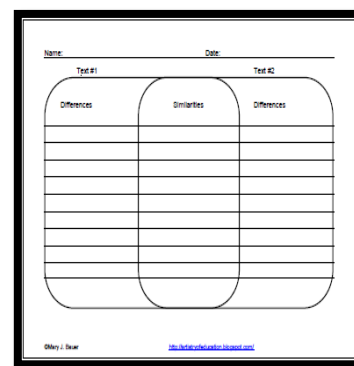 Name: Date:
Text #1 Text #2
Differences Similarities Differences
©Mary J. Bauer http://artistryofeducation.blogspot.com/